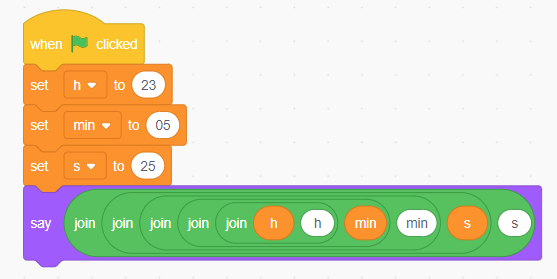 when clicked
set h to 23
set min to 05
set s to 25
say join join join join join h h min min s s